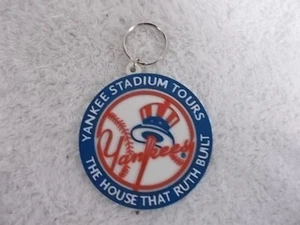 YANKEE STADIUM TOURS
Yankees
THE HOUSE THAT RUTH BUILT